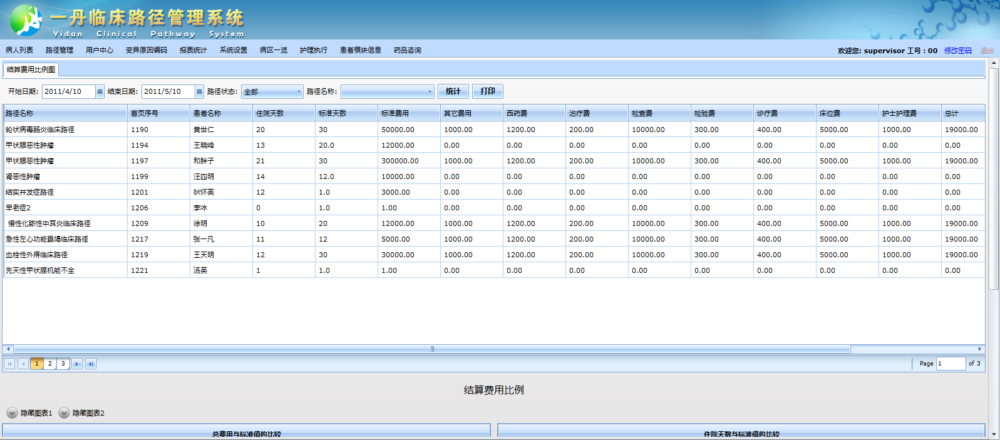 一丹临床路径管理系统
Yidan Clinical Pathway System
病人列表 路径管理 用户中心 变异原因编码 报表统计 系统设置 病区一览 护理执行 患者模块信息 药品咨询 欢迎您: supervisor 工号：00 修改密码 退出
结算费用比例图
开始日期: 2011/4/10 结束日期: 2011/5/10 路径状态: 全部 路径名称: 统计 打印
路径名称 首页序号 患者名称 住院天数 标准天数 标准费用 其它费用 西药费 治疗费 检查费 检验费 诊疗费 床位费 护士护理费 总计
轮状病毒肠炎临床路径 1190 黄世仁 20 30 50000.00 1000.00 1200.00 200.00 10000.00 300.00 400.00 5000.00 1000.00 19000.00
甲状腺恶性肿瘤 1194 王晓峰 13 20.0 12000.00 0.00 0.00 0.00 0.00 0.00 0.00 0.00 0.00 0.00
甲状腺恶性肿瘤 1197 和胖子 21 30 300000.00 1000.00 1200.00 200.00 10000.00 300.00 400.00 5000.00 1000.00 19000.00
肾恶性肿瘤 1199 汪四明 14 12.0 10000.00 0.00 0.00 0.00 0.00 0.00 0.00 0.00 0.00 0.00
结实并发症路径 1201 狄怀英 12 1.0 3000.00 0.00 0.00 0.00 0.00 0.00 0.00 0.00 0.00 0.00
早老症2 1206 李冰 0 1.0 1.00 0.00 0.00 0.00 0.00 0.00 0.00 0.00 0.00 0.00
慢性化脓性中耳炎临床路径 1209 徐明 10 20 12000.00 1000.00 1200.00 200.00 10000.00 300.00 400.00 5000.00 1000.00 19000.00
急性左心功能衰竭临床路径 1217 张一凡 11 12 5000.00 1000.00 1200.00 200.00 10000.00 300.00 400.00 5000.00 1000.00 19000.00
血栓性外痔临床路径 1219 王天明 12 30 30000.00 1000.00 1200.00 200.00 10000.00 300.00 400.00 5000.00 1000.00 19000.00
先天性甲状腺机能不全 1221 汤英 1 1.0 1.00 0.00 0.00 0.00 0.00 0.00 0.00 0.00 0.00 0.00
1 2 3 Page 1 of 3
结算费用比例
隐藏图表1 隐藏图表2
总费用与标准值的比较 住院天数与标准值的比较